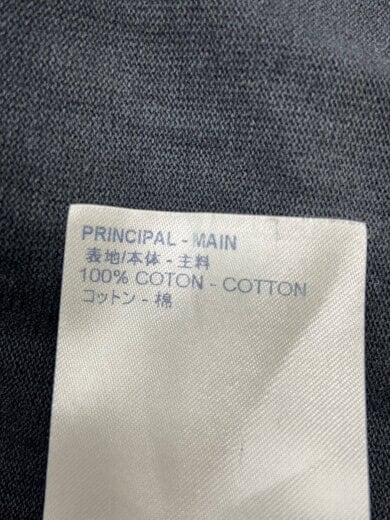 PRINCIPAL - MAIN
表地/本体 - 主料
100% COTON - COTTON
コットン - 棉